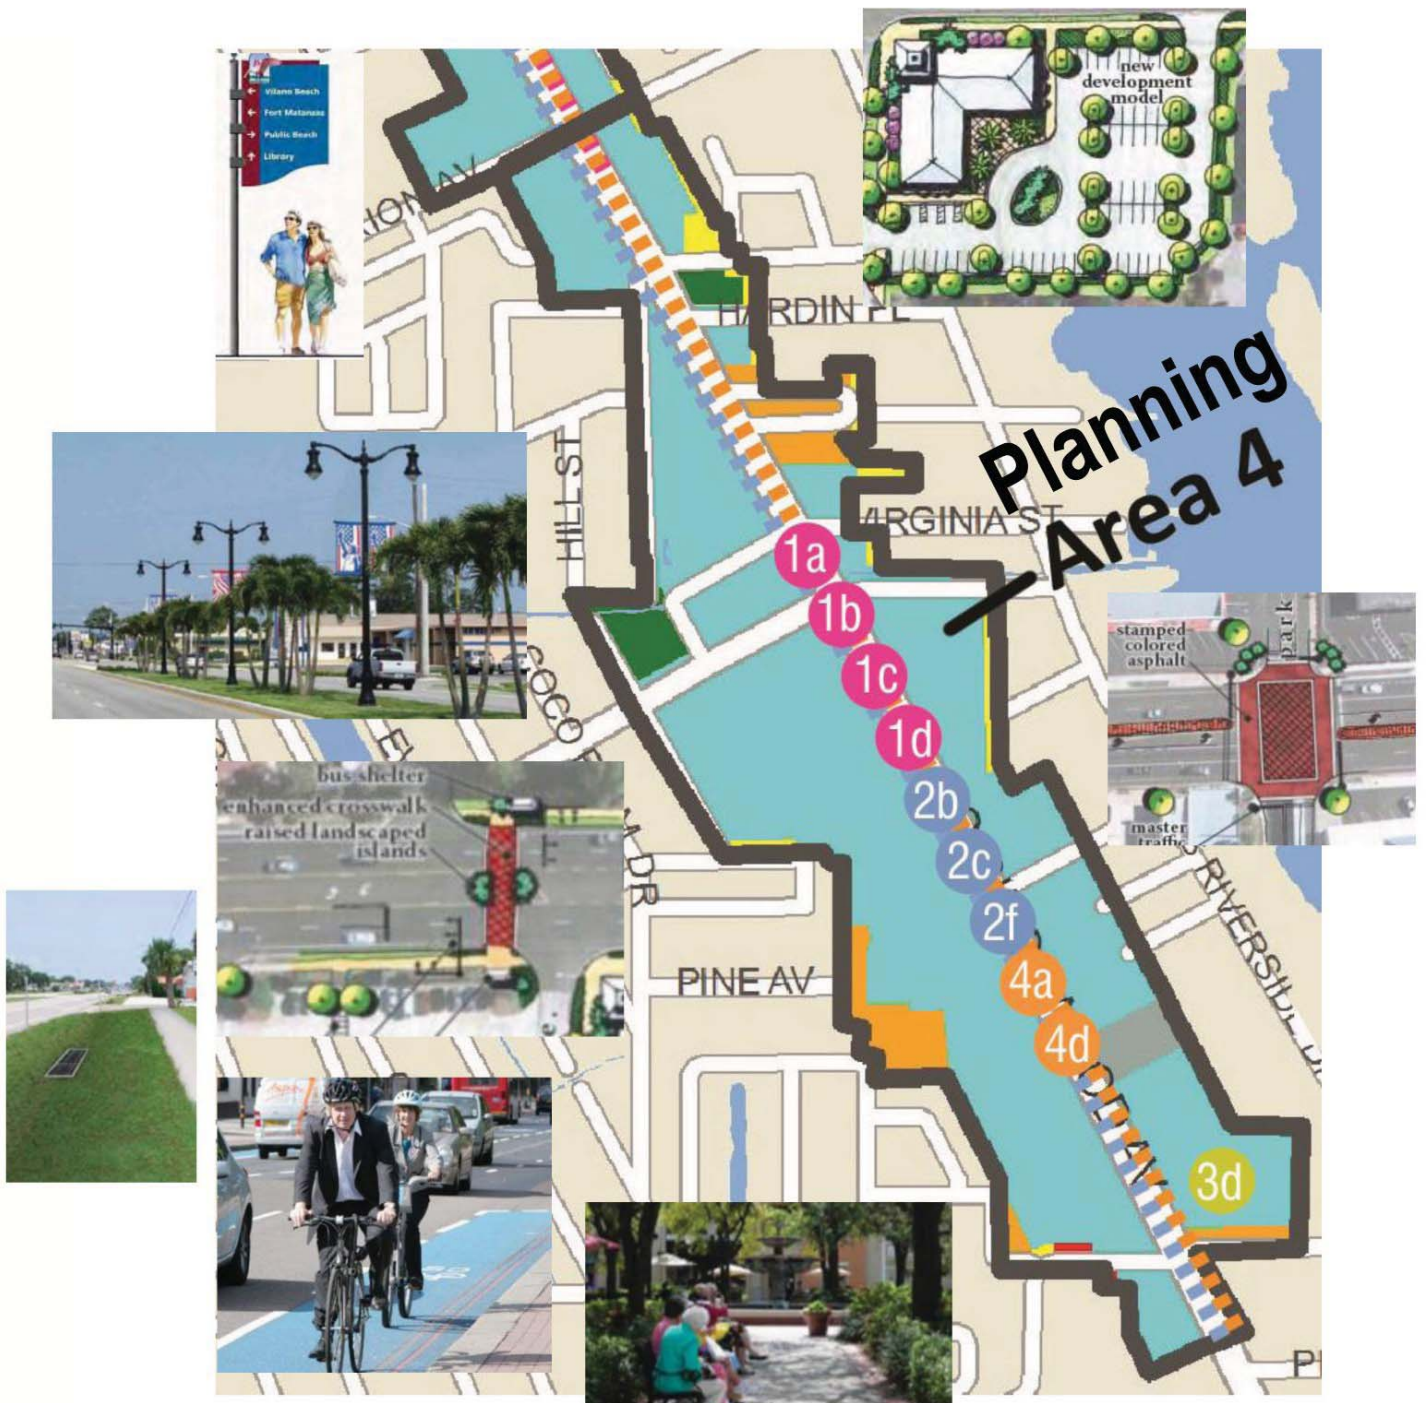 Vilano Beach
Fort Matanzas
Public Beach
Library
new
development
model
HARDIN PL
Planning
Area 4
HILL ST
VIRGINIA ST
1a
1b
1c
1d
2b
2c
2f
4a
4d
3d
stamped
colored
asphalt
park
master
traffic
bus shelter
enhanced crosswalk
raised landscaped
islands
DR
PINE AV
RIVERSIDE